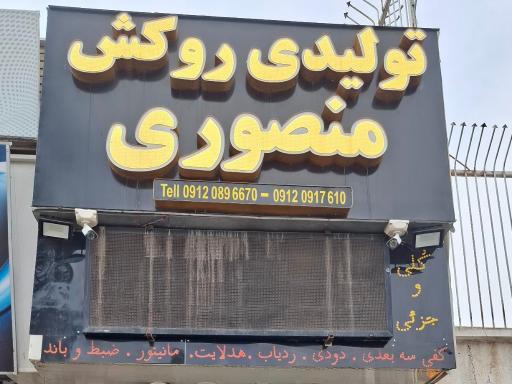 تولیدی روکش
منصوری
Tell 0912 089 6670 - 0912 0917 610
کلی
و
جزئی
کفی سه بعدی . دودی . ردیاب . هدلایت . مانیتور . ضبط و باند